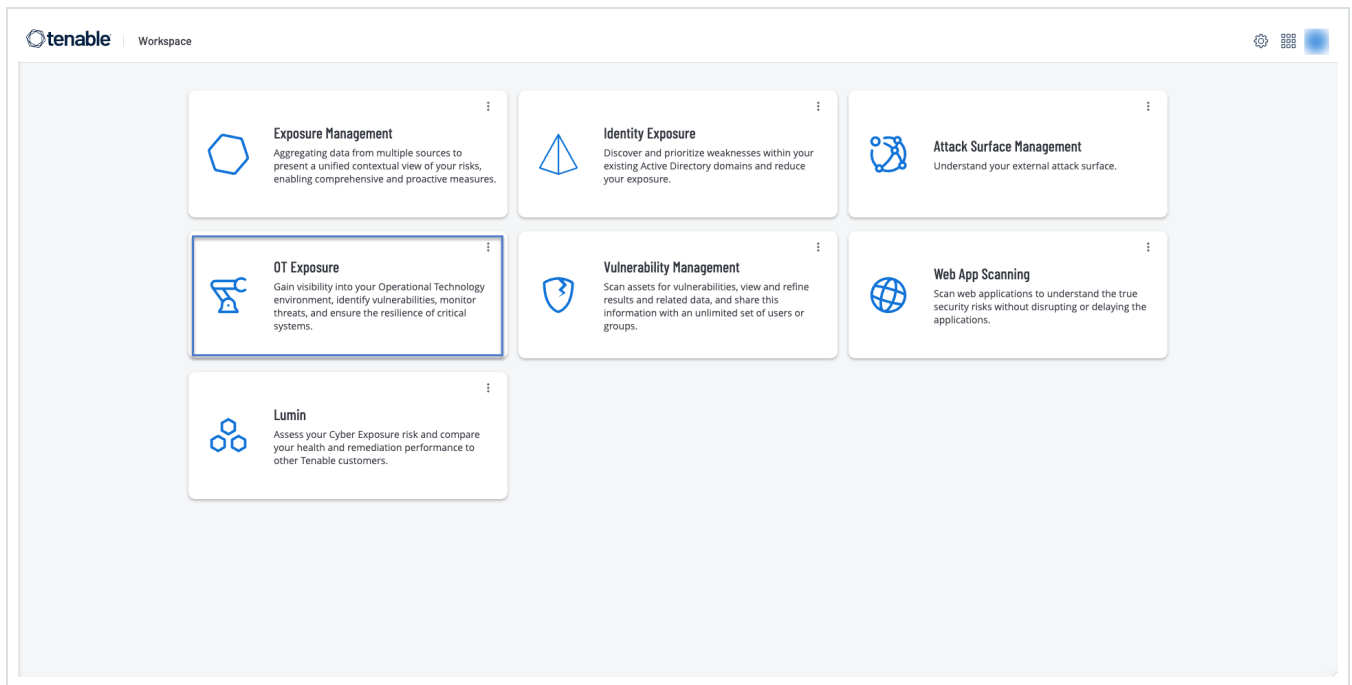 tenable Workspace
Exposure Management
Aggregating data from multiple sources to
present a unified contextual view of your risks,
enabling comprehensive and proactive measures.
Identity Exposure
Discover and prioritize weaknesses within your
existing Active Directory domains and reduce
your exposure.
Attack Surface Management
Understand your external attack surface.
OT Exposure
Gain visibility into your Operational Technology
environment, identify vulnerabilities, monitor
threats, and ensure the resilience of critical
systems.
Vulnerability Management
Scan assets for vulnerabilities, view and refine
results and related data, and share this
information with an unlimited set of users or
groups.
Web App Scanning
Scan web applications to understand the true
security risks without disrupting or delaying the
applications.
Lumin
Assess your Cyber Exposure risk and compare
your health and remediation performance to
other Tenable customers.